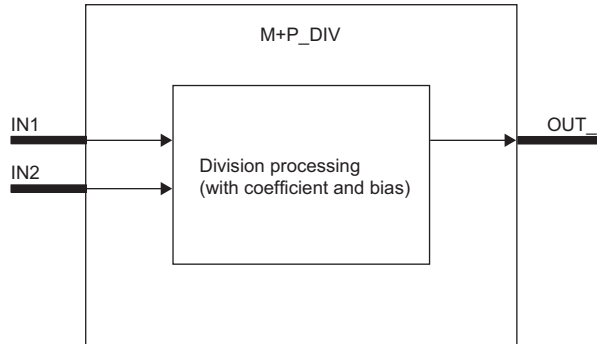 M+P_DIV
IN1
OUT_
IN2
Division processing
(with coefficient and bias)